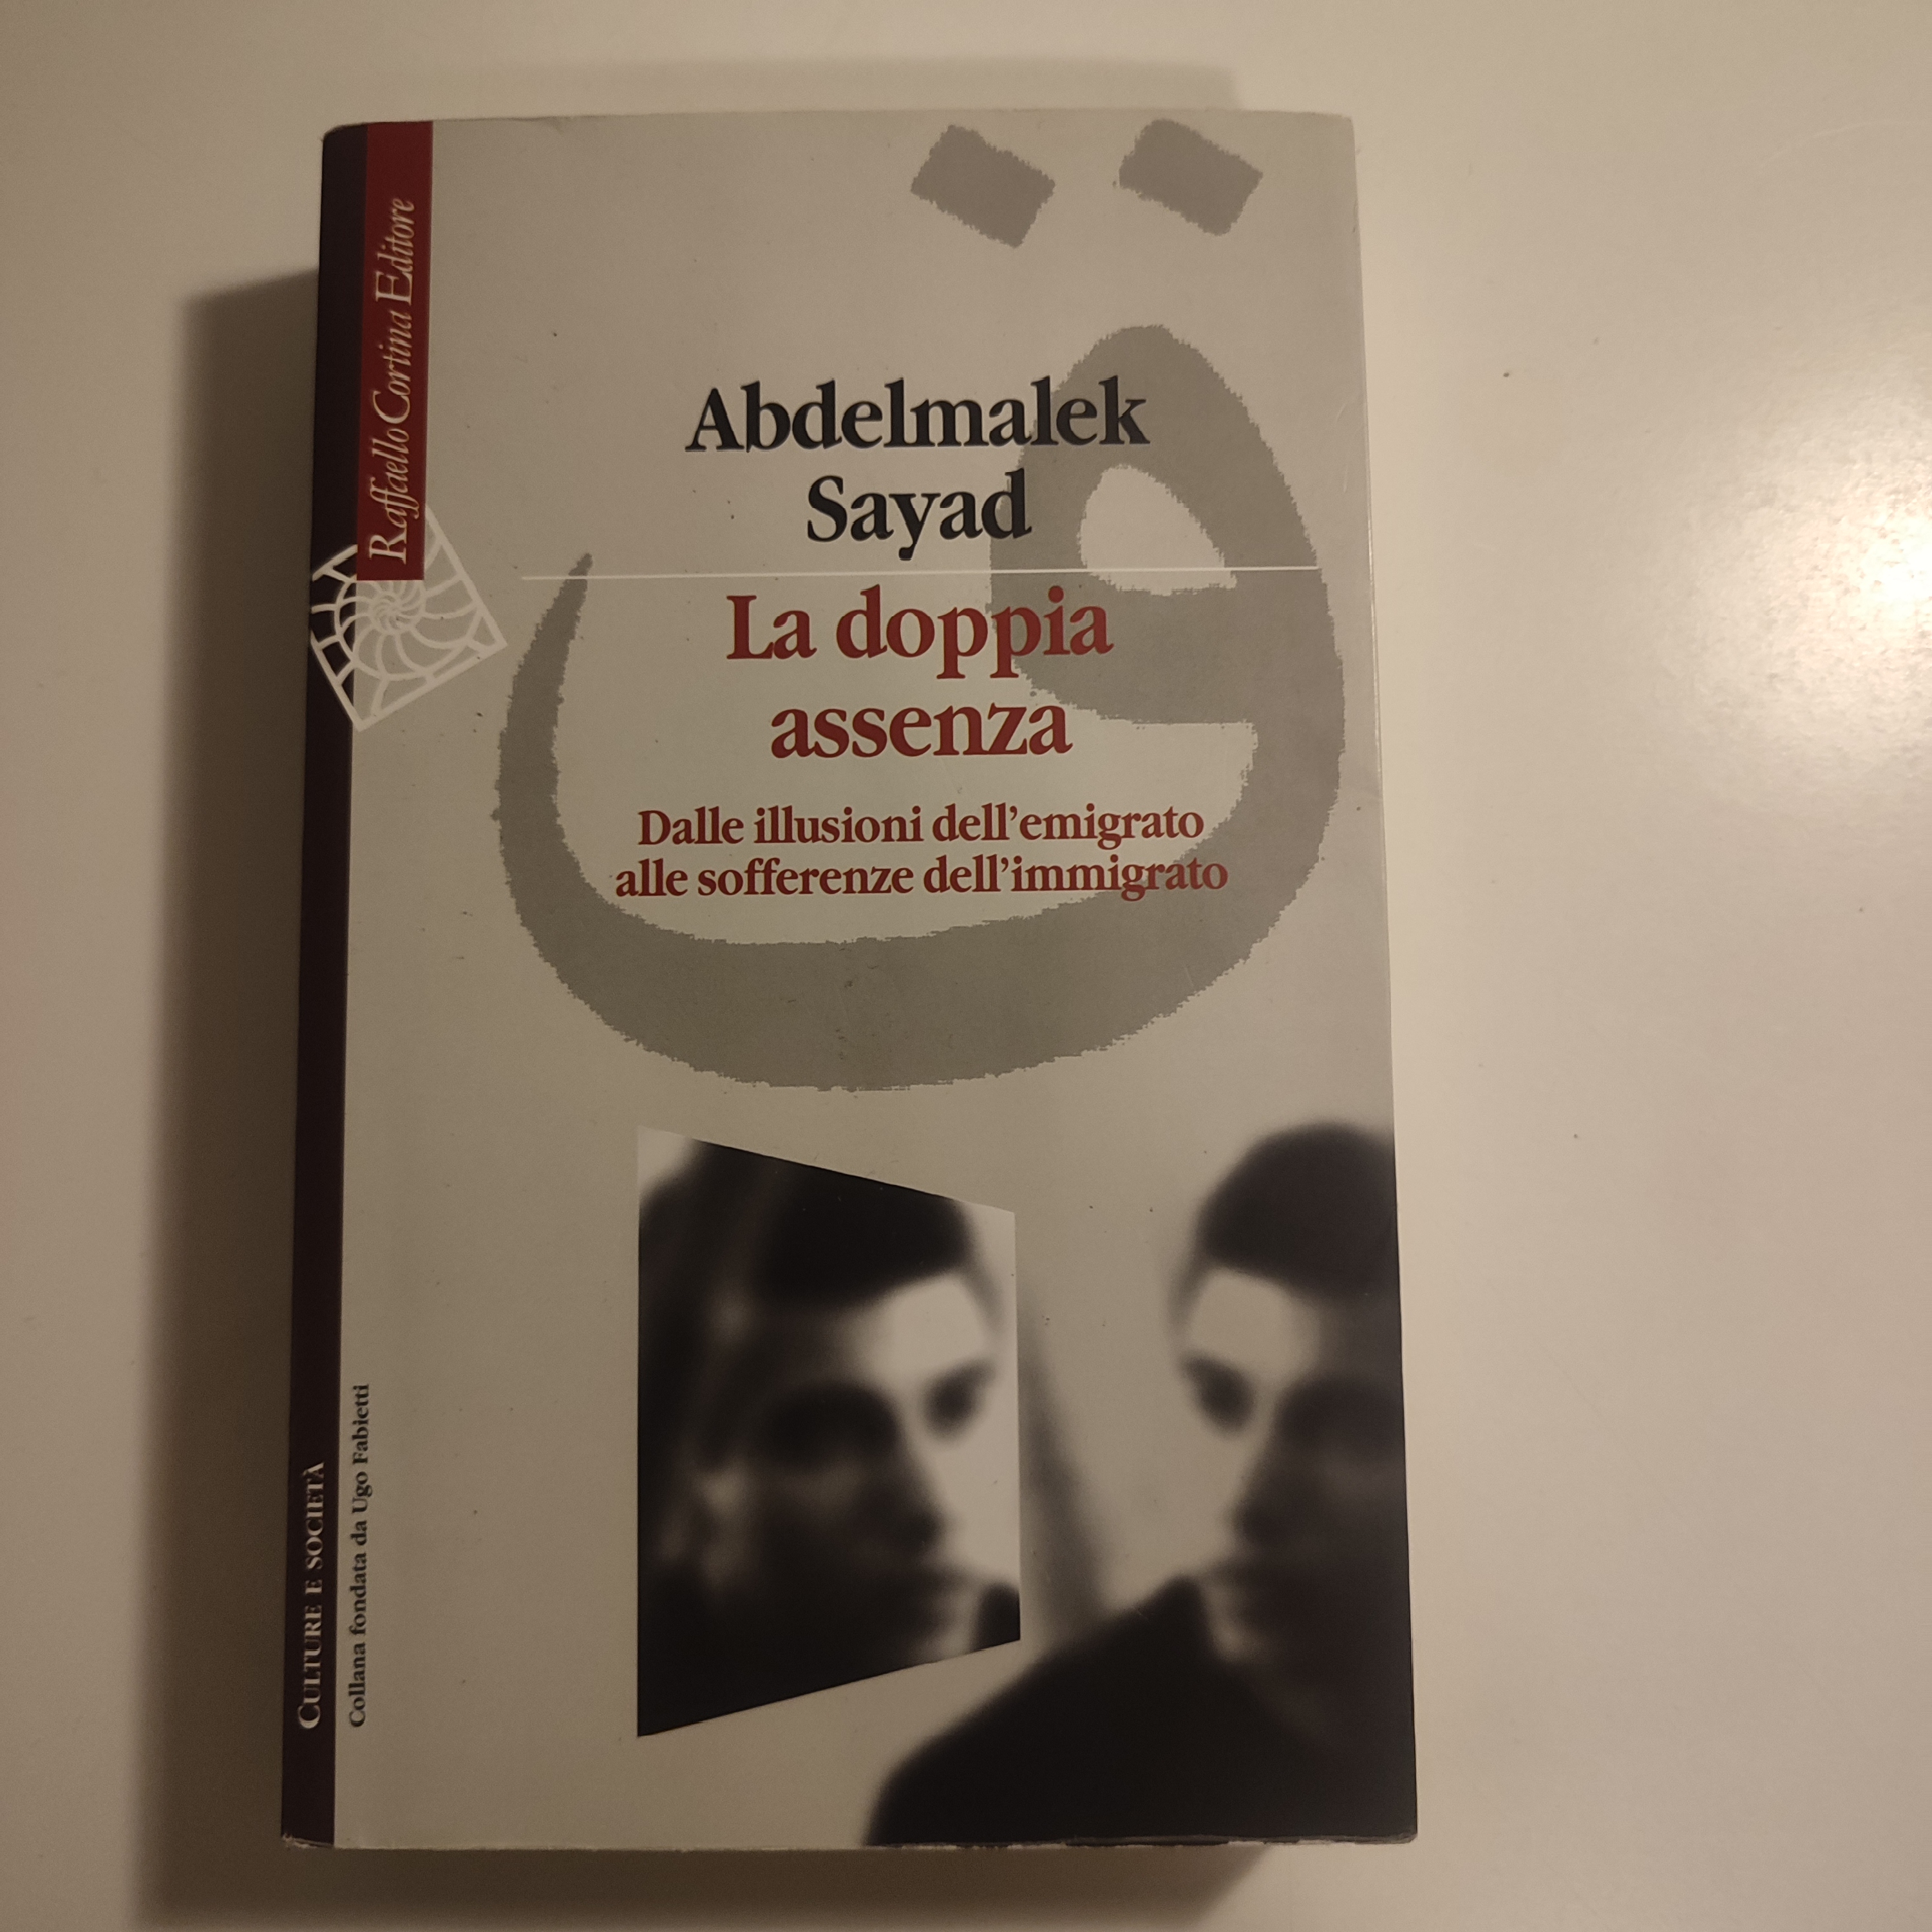 Raffaello Cortina Editore
Abdelmalek
Sayad
La doppia
assenza
Dalle illusioni dell'emigrato
alle sofferenze dell'immigrato
CULTURE E SOCIETÀ
Collana fondata da Ugo Fabietti
ق